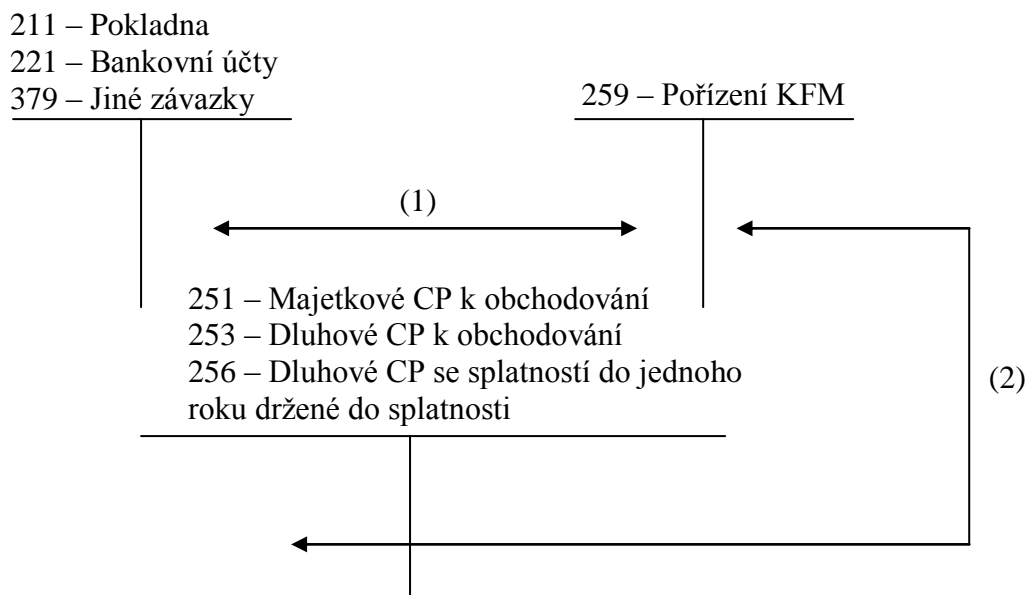 211 – Pokladna
221 – Bankovní účty
379 – Jiné závazky
259 – Pořízení KFM
(1)
251 – Majetkové CP k obchodování
253 – Dluhové CP k obchodování
256 – Dluhové CP se splatností do jednoho
roku držené do splatnosti
(2)